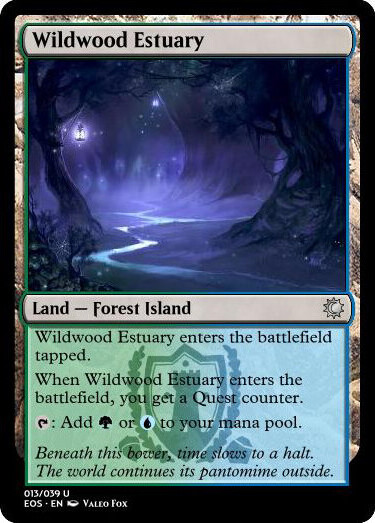 Wildwood Estuary
Land — Forest Island
Wildwood Estuary enters the battlefield
tapped.
When Wildwood Estuary enters the
battlefield, you get a Quest counter.
: Add or to your mana pool.
Beneath this bower, time slows to a halt.
The world continues its pantomime outside.
013/039 U
EOS • EN Valeo Fox